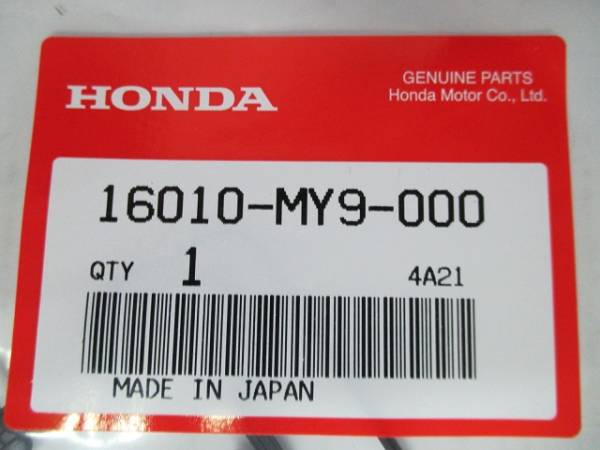 HONDA
GENUINE PARTS
Honda Motor Co., Ltd.
16010-MY9-000
QTY 1 4A21
MADE IN JAPAN